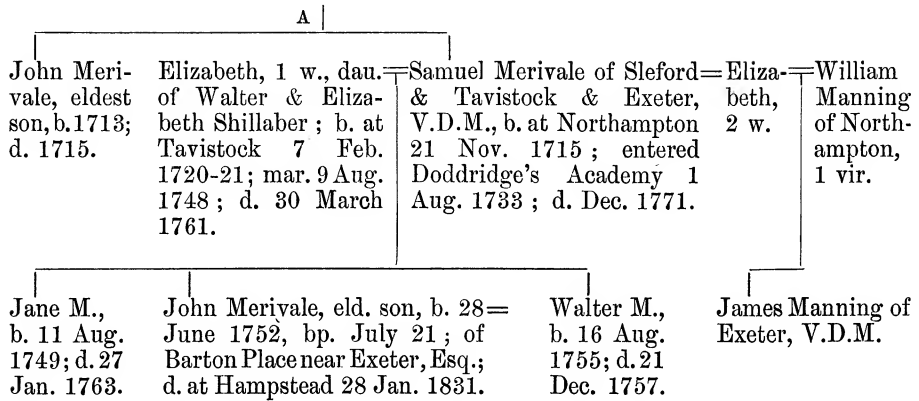 A
John Meri-
vale, eldest
son, b. 1713;
d. 1715.
Elizabeth, 1 w., dau.
of Walter & Eliza-
beth Shillaber ; b. at
Tavistock 7 Feb.
1720-21; mar. 9 Aug.
1748 ; d. 30 March
1761.
Samuel Merivale of Sleford
& Tavistock & Exeter,
V.D.M., b. at Northampton
21 Nov. 1715 ; entered
Doddridge's Academy 1
Aug. 1733 ; d. Dec. 1771.
Eliza-
beth,
2 w.
William
Manning
of North-
ampton,
1 vir.
Jane M.,
b. 11 Aug.
1749; d. 27
Jan. 1763.
John Merivale, eld. son, b. 28=
June 1752, bp. July 21 ; of
Barton Place near Exeter, Esq.;
d. at Hampstead 28 Jan. 1831.
Walter M.,
b. 16 Aug.
1755; d. 21
Dec. 1757.
James Manning of
Exeter, V.D.M.